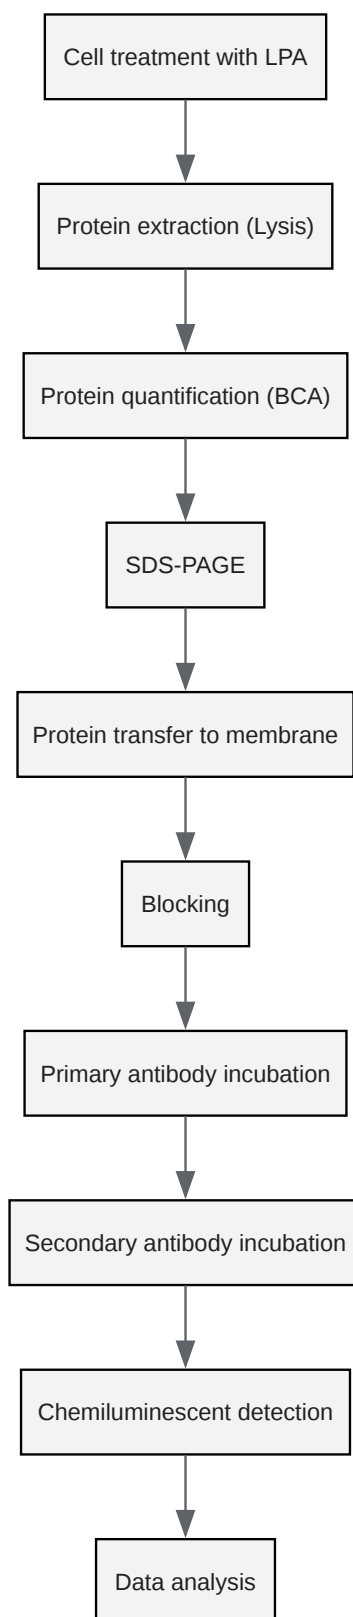 Cell treatment with LPA
Protein extraction (Lysis)
Protein quantification (BCA)
SDS-PAGE
Protein transfer to membrane
Blocking
Primary antibody incubation
Secondary antibody incubation
Chemiluminescent detection
Data analysis